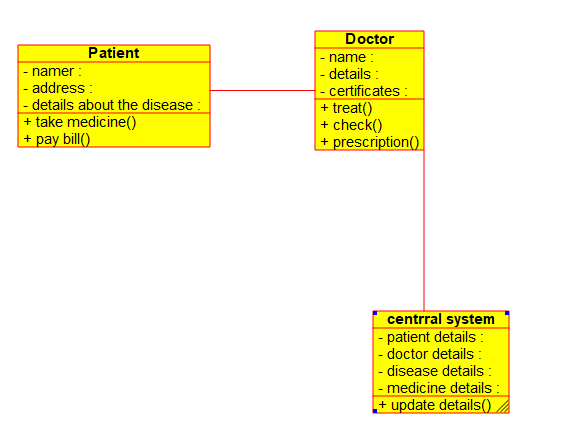 Patient
- namer :
- address :
- details about the disease :
+ take medicine()
+ pay bill()
Doctor
- name :
- details :
- certificates :
+ treat()
+ check()
+ prescription()
centrral system
- patient details :
- doctor details :
- disease details :
- medicine details :
+ update details()